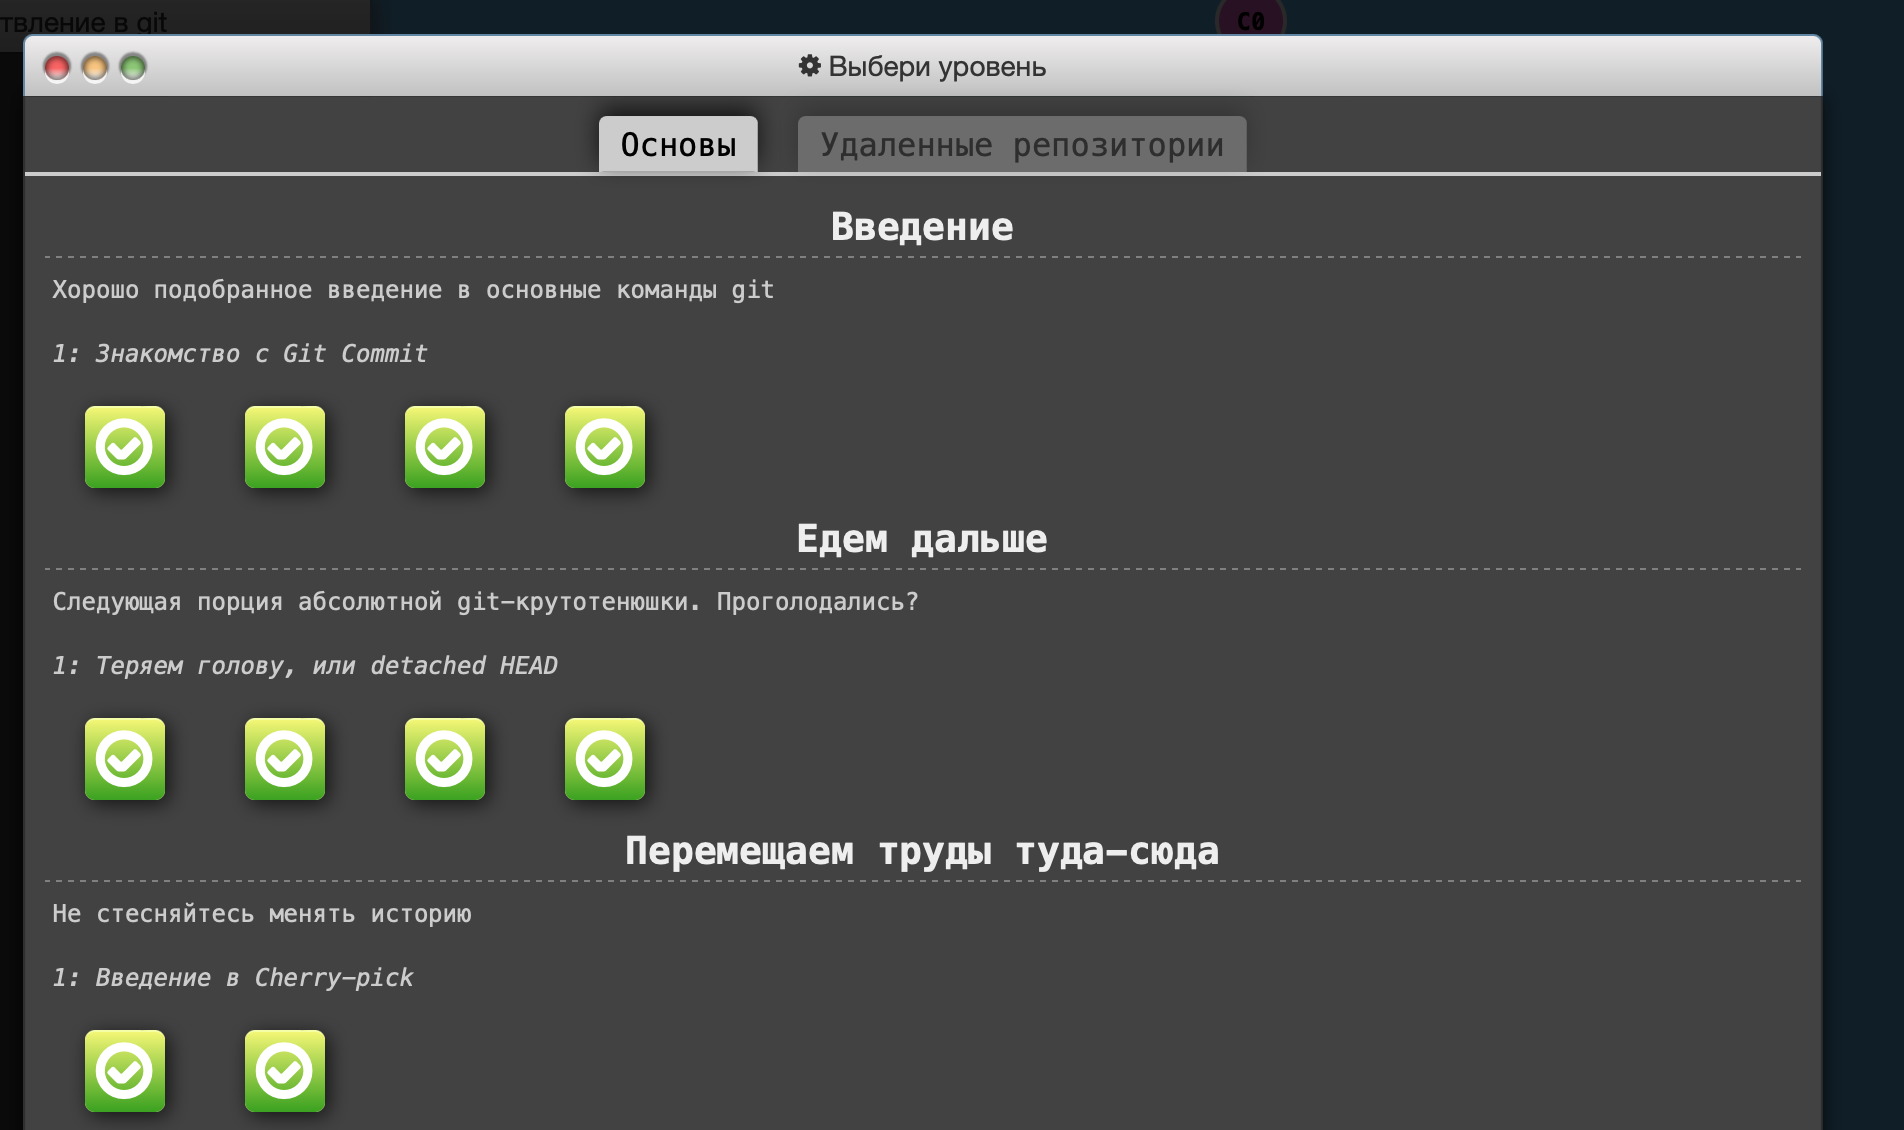 твление в git
C0
Выбери уровень
Основы
Удаленные репозитории
Введение
Хорошо подобранное введение в основные команды git
1: Знакомство с Git Commit
Едем дальше
Следующая порция абсолютной git-крутотенюшки. Проголодались?
1: Теряем голову, или detached HEAD
Перемещаем труды туда-сюда
Не стесняйтесь менять историю
1: Введение в Cherry-pick